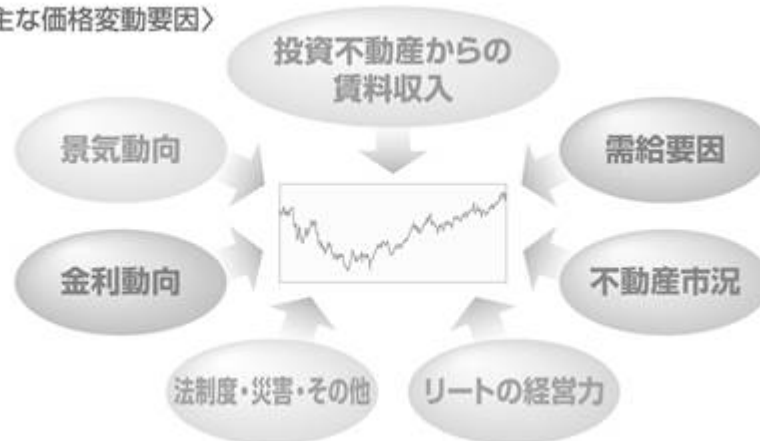 主な価格変動要因〉
投資不動産からの
賃料収入
景気動向
需給要因
金利動向
不動産市況
法制度・災害・その他
リートの経営力